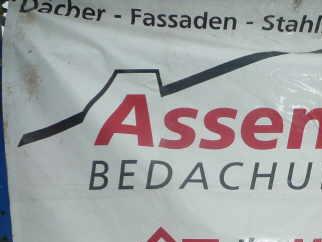 Dächer - Fassaden - Stahl
Assen
BEDACHU